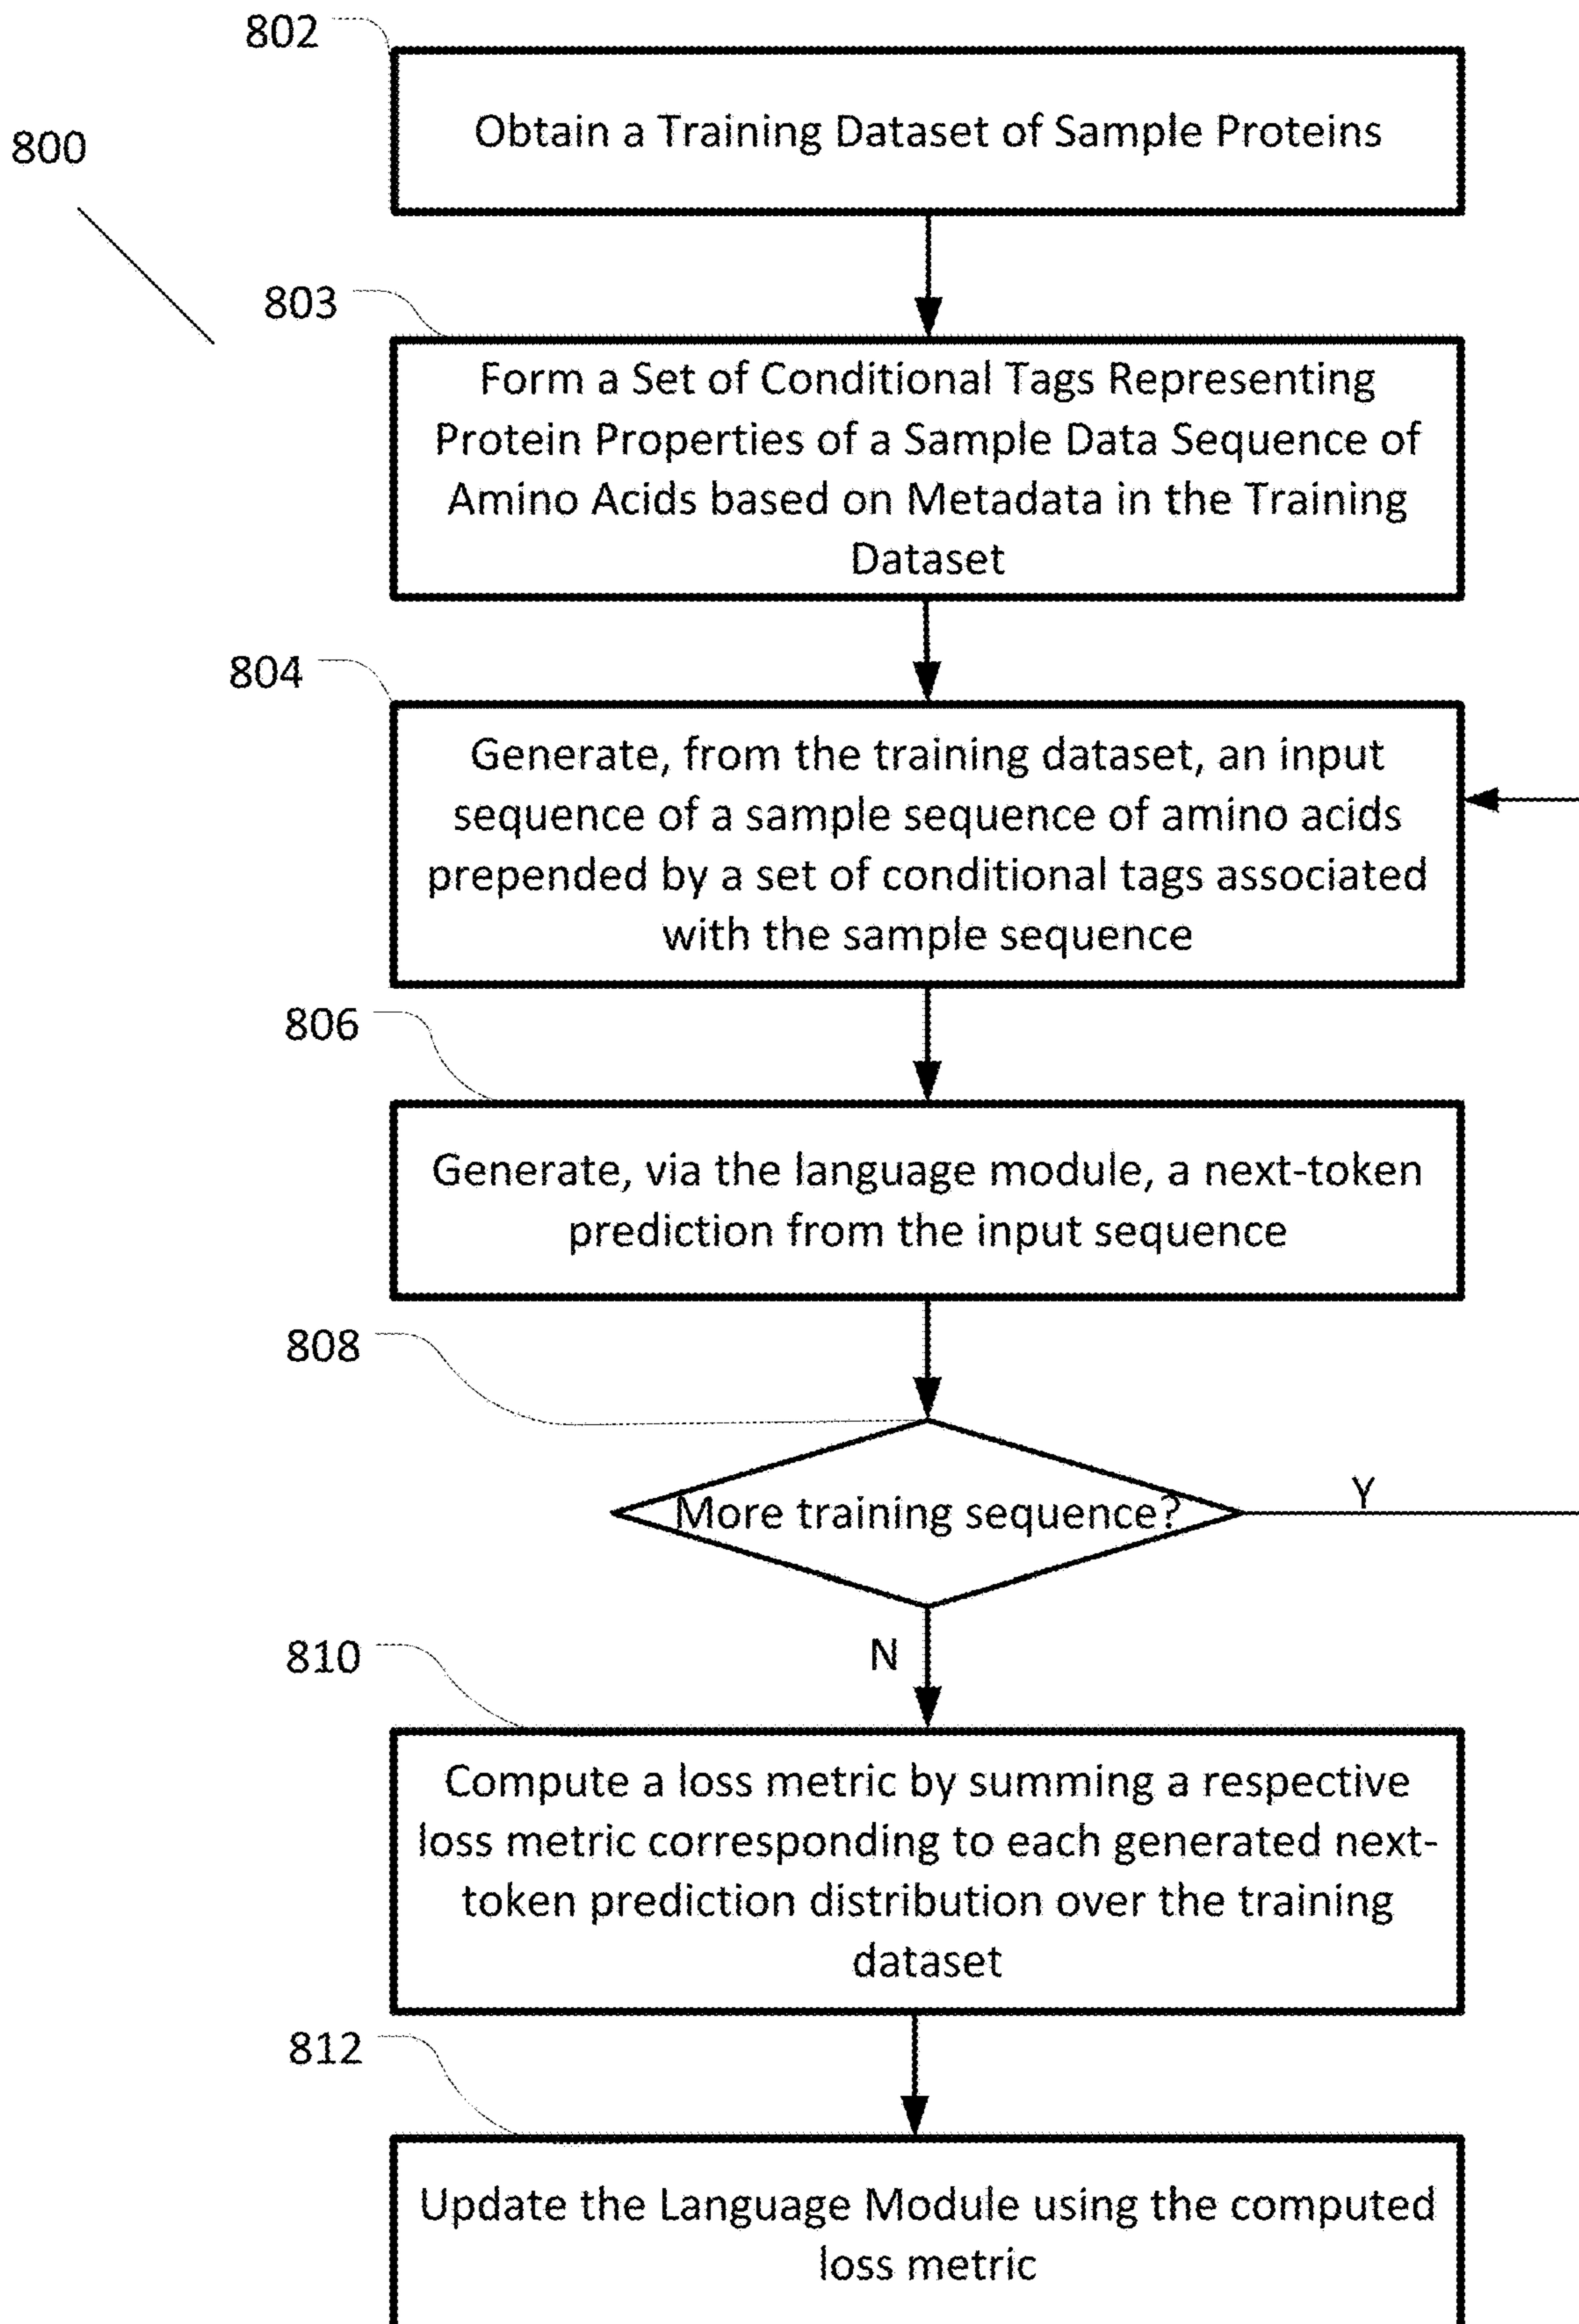 802
Obtain a Training Dataset of Sample Proteins
800
803
Form a Set of Conditional Tags Representing
Protein Properties of a Sample Data Sequence of
Amino Acids based on Metadata in the Training
Dataset
804
Generate, from the training dataset, an input
sequence of a sample sequence of amino acids
prepended by a set of conditional tags associated
with the sample sequence
806
Generate, via the language module, a next-token
prediction from the input sequence
808
More training sequence?
Y
N
810
Compute a loss metric by summing a respective
loss metric corresponding to each generated next-
token prediction distribution over the training
dataset
812
Update the Language Module using the computed
loss metric